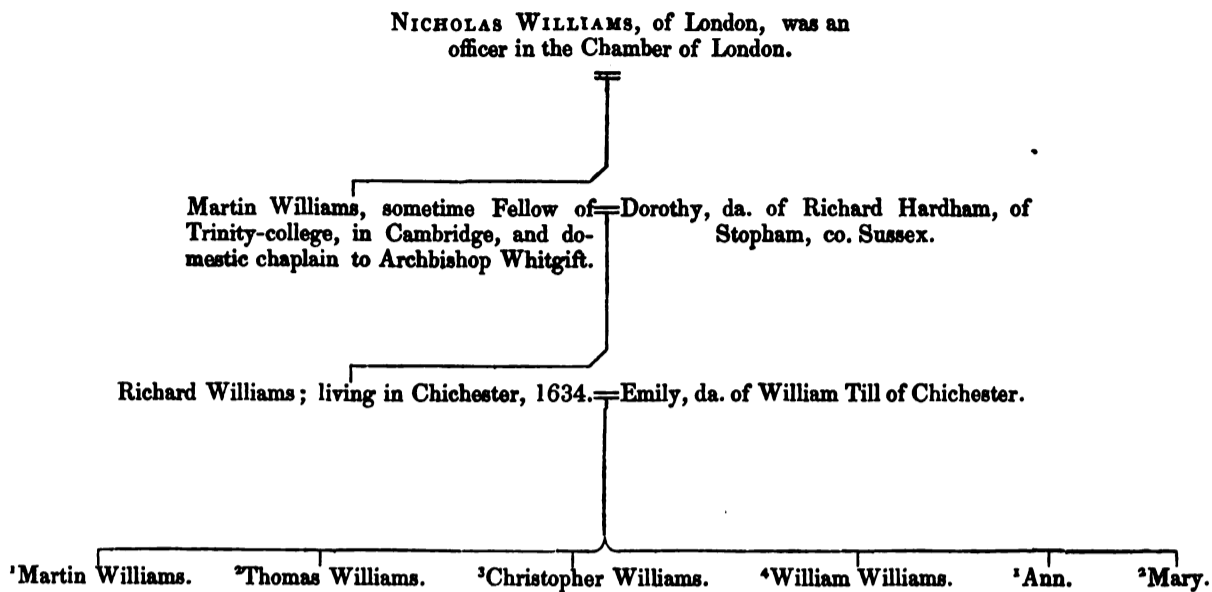 NICHOLAS WILLIAMS, of London, was an
officer in the Chamber of London.
Martin Williams, sometime Fellow of=Dorothy, da. of Richard Hardham, of
Trinity-college, in Cambridge, and do- Stopham, co. Sussex.
mestic chaplain to Archbishop Whitgift.
Richard Williams; living in Chichester, 1634.=Emily, da. of William Till of Chichester.
¹Martin Williams. ²Thomas Williams. ³Christopher Williams. ⁴William Williams. ¹Ann. ²Mary.